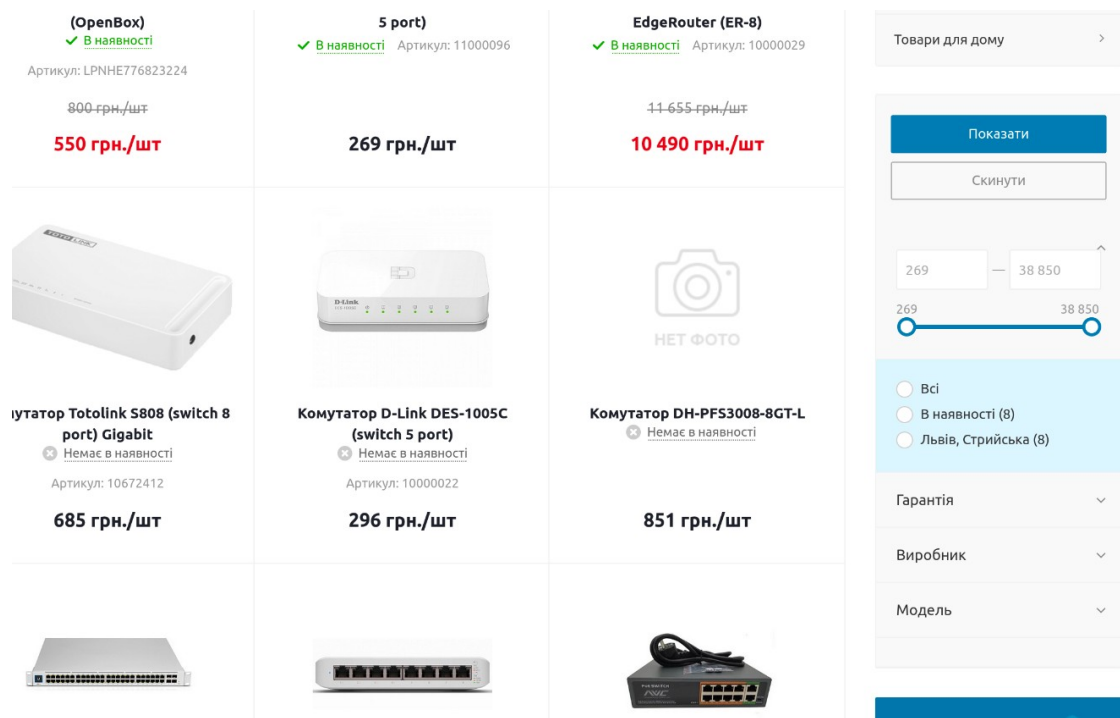 (OpenBox)
В наявності
Артикул: LPNHE776823224
800 грн./шт
550 грн./шт
5 port)
В наявності Артикул: 11000096
269 грн./шт
EdgeRouter (ER-8)
В наявності Артикул: 10000029
11 655 грн./шт
10 490 грн./шт
TOTO LINK
утатор Totolink S808 (switch 8
port) Gigabit
Немає в наявності
Артикул: 10672412
685 грн./шт
D-Link
Комутатор D-Link DES-1005C
(switch 5 port)
Немає в наявності
Артикул: 10000022
296 грн./шт
НЕТ ФОТО
Комутатор DH-PFS3008-8GT-L
Немає в наявності
851 грн./шт
Товари для дому
Показати
Скинути
269 — 38 850
269 38 850
Всі
В наявності (8)
Львів, Стрийська (8)
Гарантія
Виробник
Модель